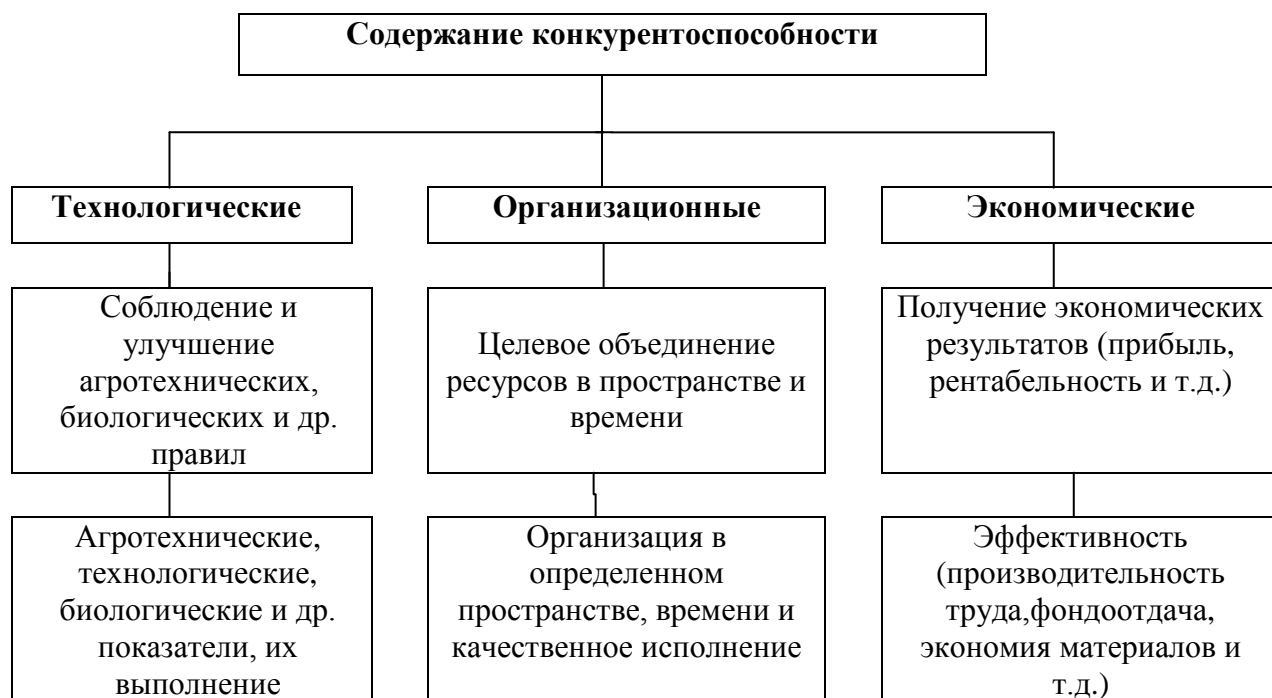 Содержание конкурентоспособности
Технологические
Организационные
Экономические
Соблюдение и
улучшение
агротехнических,
биологических и др.
правил
Целевое объединение
ресурсов в пространстве и
времени
Получение экономических
результатов (прибыль,
рентабельность и т.д.)
Агротехнические,
технологические,
биологические и др.
показатели, их
выполнение
Организация в
определенном
пространстве, времени и
качественное исполнение
Эффективность
(производительность
труда,фондоотдача,
экономия материалов и
т.д.)